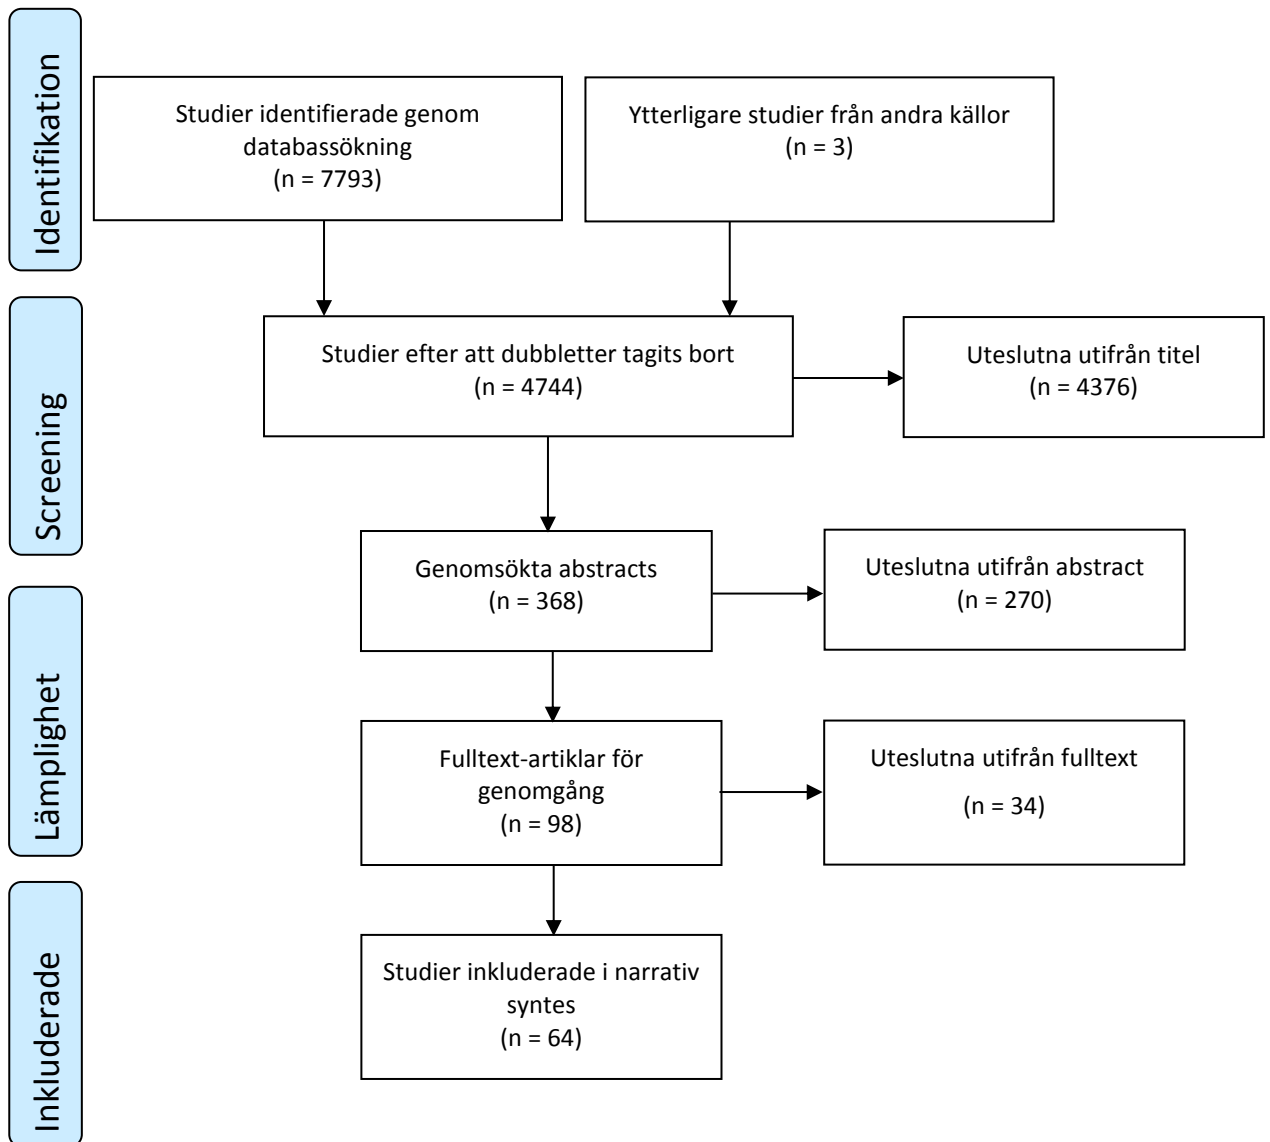 Identifikation
Studier identifierade genom
databassökning
(n = 7793)
Ytterligare studier från andra källor
(n = 3)
Screening
Studier efter att dubbletter tagits bort
(n = 4744)
Uteslutna utifrån titel
(n = 4376)
Genomsökta abstracts
(n = 368)
Uteslutna utifrån abstract
(n = 270)
Lämplighet
Fulltext-artiklar för
genomgång
(n = 98)
Uteslutna utifrån fulltext
(n = 34)
Inkluderade
Studier inkluderade i narrativ
syntes
(n = 64)